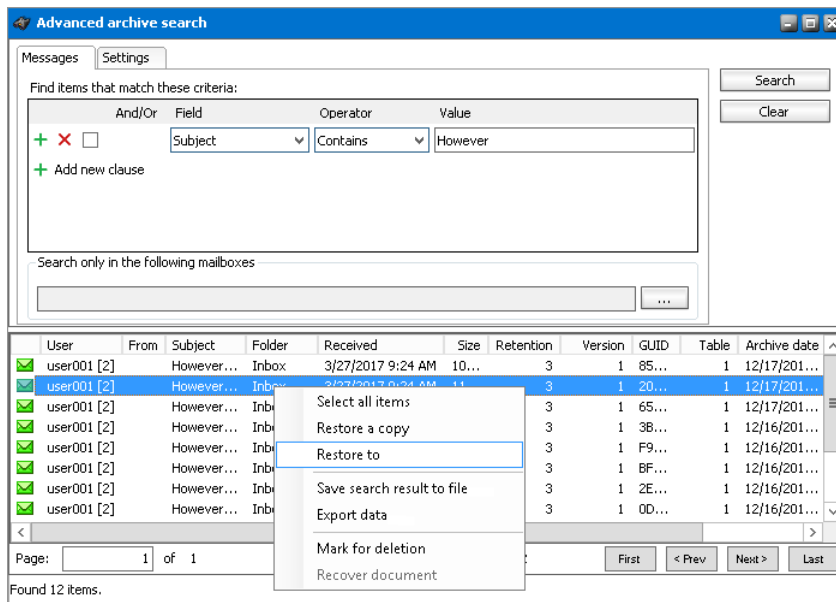 Advanced archive search
Messages Settings
Search
Find items that match these criteria:
Clear
And/Or Field Operator Value
Subject Contains However
Add new clause
Search only in the following mailboxes
...
User From Subject Folder Received Size Retention Version GUID Table Archive date
user001 [2] However... Inbox 3/27/2017 9:24 AM 10... 3 1 85... 1 12/17/201...
user001 [2] However... Inbox 3/27/2017 9:24 AM 11... 3 1 20... 1 12/17/201...
user001 [2] However... 3 1 65... 1 12/17/201...
user001 [2] However... 3 1 3B... 1 12/16/201...
user001 [2] However... 3 1 F9... 1 12/16/201...
user001 [2] However... 3 1 BF... 1 12/16/201...
user001 [2] However... 3 1 2E... 1 12/16/201...
user001 [2] However... 3 1 0D... 1 12/16/201...
Select all items
Restore a copy
Restore to
Save search result to file
Export data
Mark for deletion
Recover document
Page: 1 of 1 First < Prev Next > Last
Found 12 items.